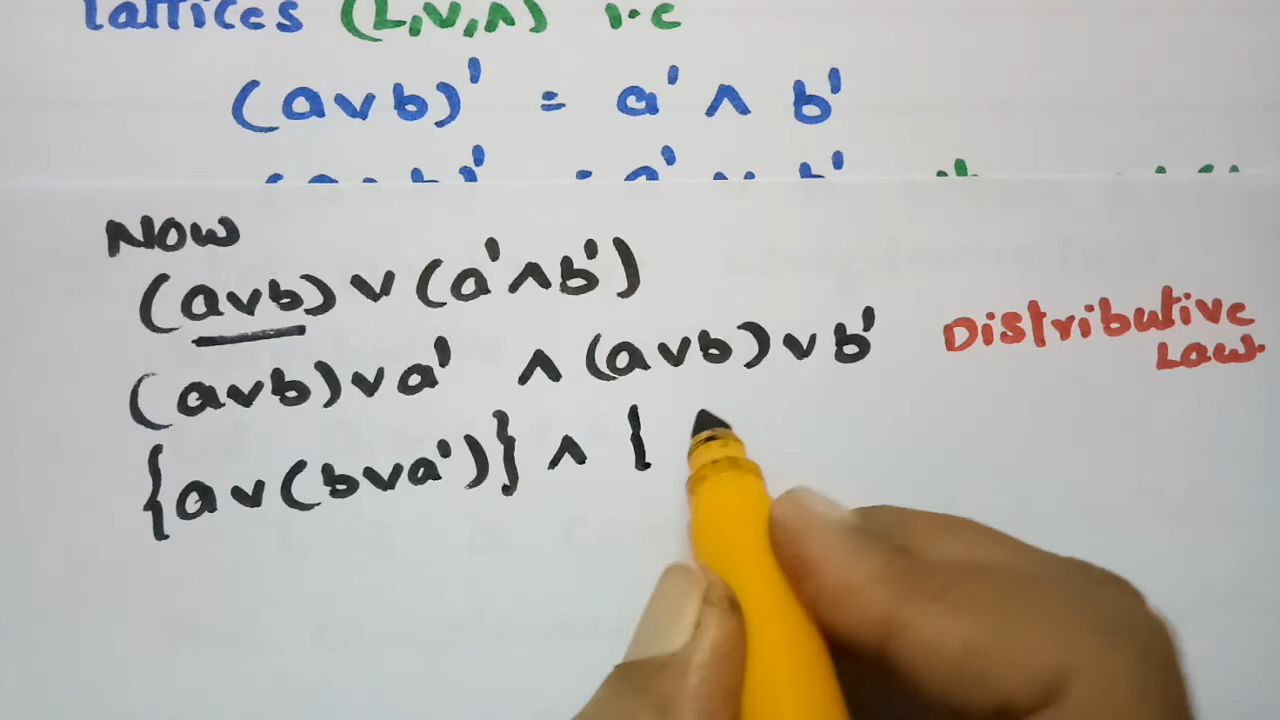 lattices (L,∨,∧) i.e
(a∨b)' = a' ∧ b'
Now
(a∨b)∨(a'∧b')
(a∨b)∨a' ∧ (a∨b)∨b' Distributive
Law.
{a∨(b∨a')} ∧ {